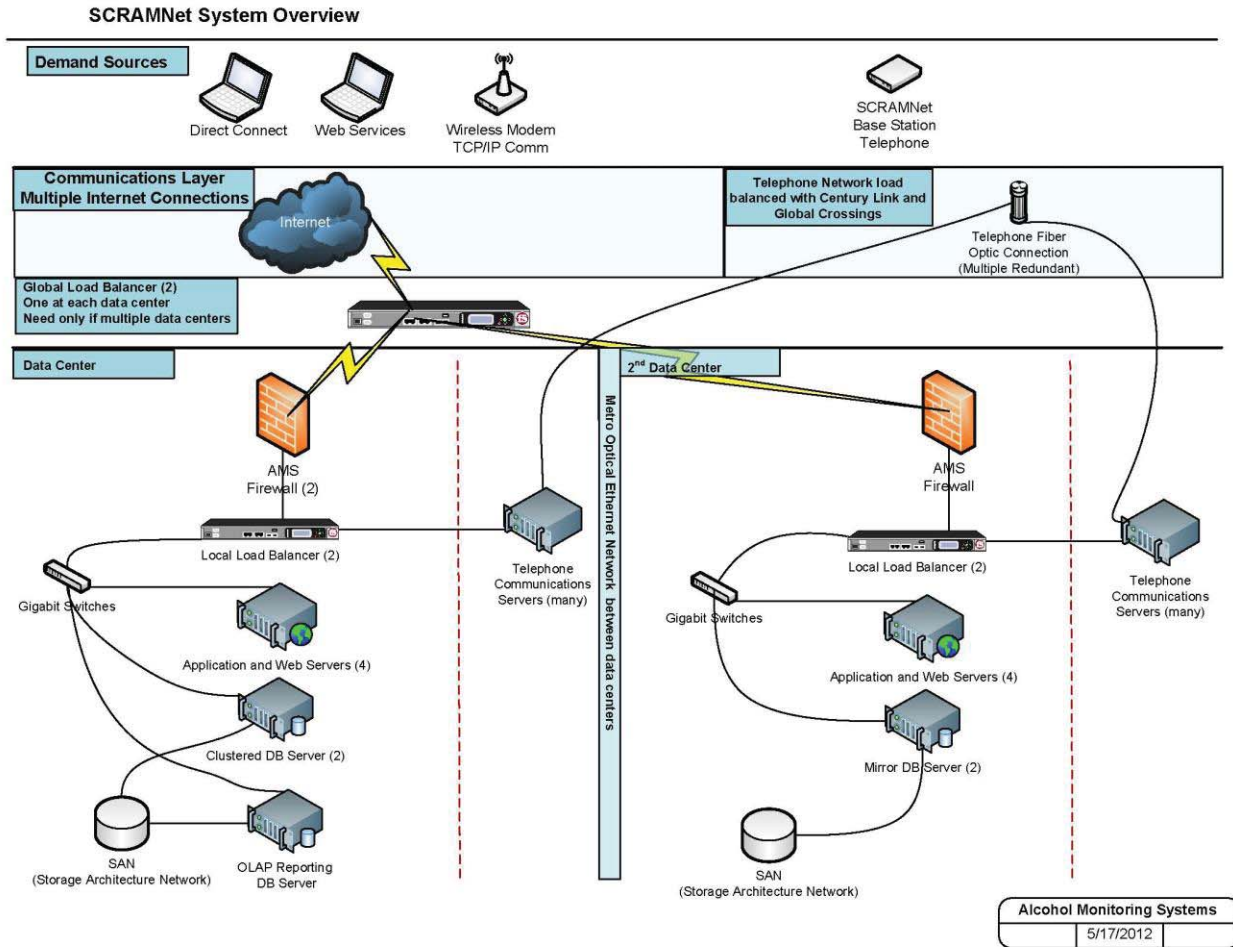 SCRAMNet System Overview
Demand Sources
Direct Connect
Web Services
Wireless Modem
TCP/IP Comm
SCRAMNet
Base Station
Telephone
Communications Layer
Multiple Internet Connections
Internet
Telephone Network load
balanced with Century Link and
Global Crossings
Telephone Fiber
Optic Connection
(Multiple Redundant)
Global Load Balancer (2)
One at each data center
Need only if multiple data centers
Data Center
AMS
Firewall (2)
Local Load Balancer (2)
Gigabit Switches
Application and Web Servers (4)
Clustered DB Server (2)
SAN
(Storage Architecture Network)
OLAP Reporting
DB Server
Telephone
Communications
Servers (many)
Metro Optical Ethernet Network between data centers
2nd Data Center
AMS
Firewall
Local Load Balancer (2)
Gigabit Switches
Application and Web Servers (4)
Mirror DB Server (2)
SAN
(Storage Architecture Network)
Telephone
Communications
Servers (many)
Alcohol Monitoring Systems
5/17/2012